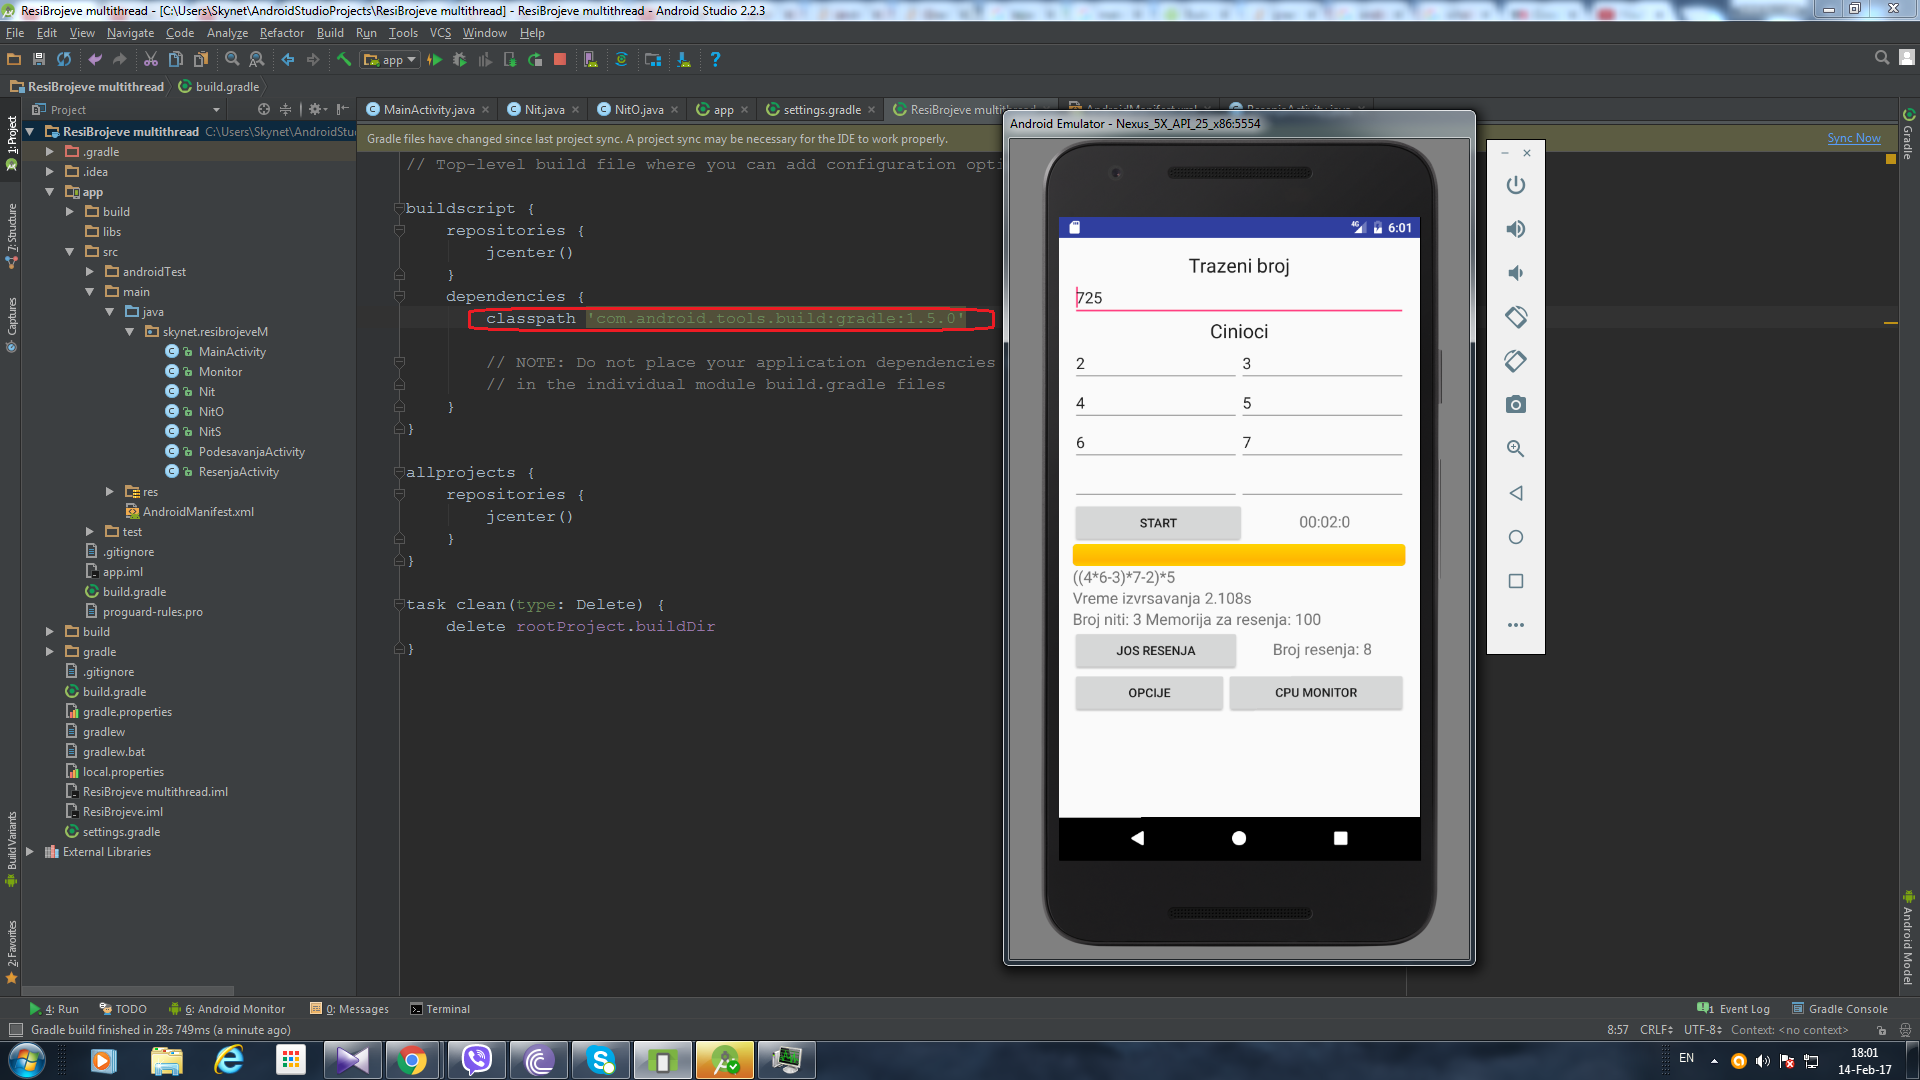 ResiBrojeve multithread - [C:\Users\Skynet\AndroidStudioProjects\ResiBrojeve multithread] - ResiBrojeve multithread - Android Studio 2.2.3
File Edit View Navigate Code Analyze Refactor Build Run Tools VCS Window Help
app
ResiBrojeve multithread build.gradle
Project
MainActivity.java Nit.java NitO.java app settings.gradle ResiBrojeve multithread AndroidManifest.xml ResenjaActivity.java
1: Project
7: Structure
Captures
Build Variants
2: Favorites
ResiBrojeve multithread C:\Users\Skynet\AndroidStu
.gradle
.idea
app
build
libs
src
androidTest
main
java
skynet.resibrojeveM
MainActivity
Monitor
Nit
NitO
NitS
PodesavanjaActivity
ResenjaActivity
res
AndroidManifest.xml
test
.gitignore
app.iml
build.gradle
proguard-rules.pro
build
gradle
.gitignore
build.gradle
gradle.properties
gradlew
gradlew.bat
local.properties
ResiBrojeve multithread.iml
ResiBrojeve.iml
settings.gradle
External Libraries
Gradle files have changed since last project sync. A project sync may be necessary for the IDE to work properly.
Sync Now
// Top-level build file where you can add configuration opti
buildscript {
repositories {
jcenter()
}
dependencies {
classpath 'com.android.tools.build:gradle:1.5.0'
// NOTE: Do not place your application dependencies
// in the individual module build.gradle files
}
}
allprojects {
repositories {
jcenter()
}
}
task clean(type: Delete) {
delete rootProject.buildDir
}
Android Emulator - Nexus_5X_API_25_x86:5554
4G 6:01
Trazeni broj
725
Cinioci
2 3
4 5
6 7
START 00:02:0
((4*6-3)*7-2)*5
Vreme izvrsavanja 2.108s
Broj niti: 3 Memorija za resenja: 100
JOS RESENJA Broj resenja: 8
OPCIJE CPU MONITOR
Gradle
Android Model
4: Run TODO 6: Android Monitor 0: Messages Terminal 1 Event Log Gradle Console
Gradle build finished in 28s 749ms (a minute ago) 8:57 CRLF UTF-8 Context: <no context>
EN
18:01
14-Feb-17